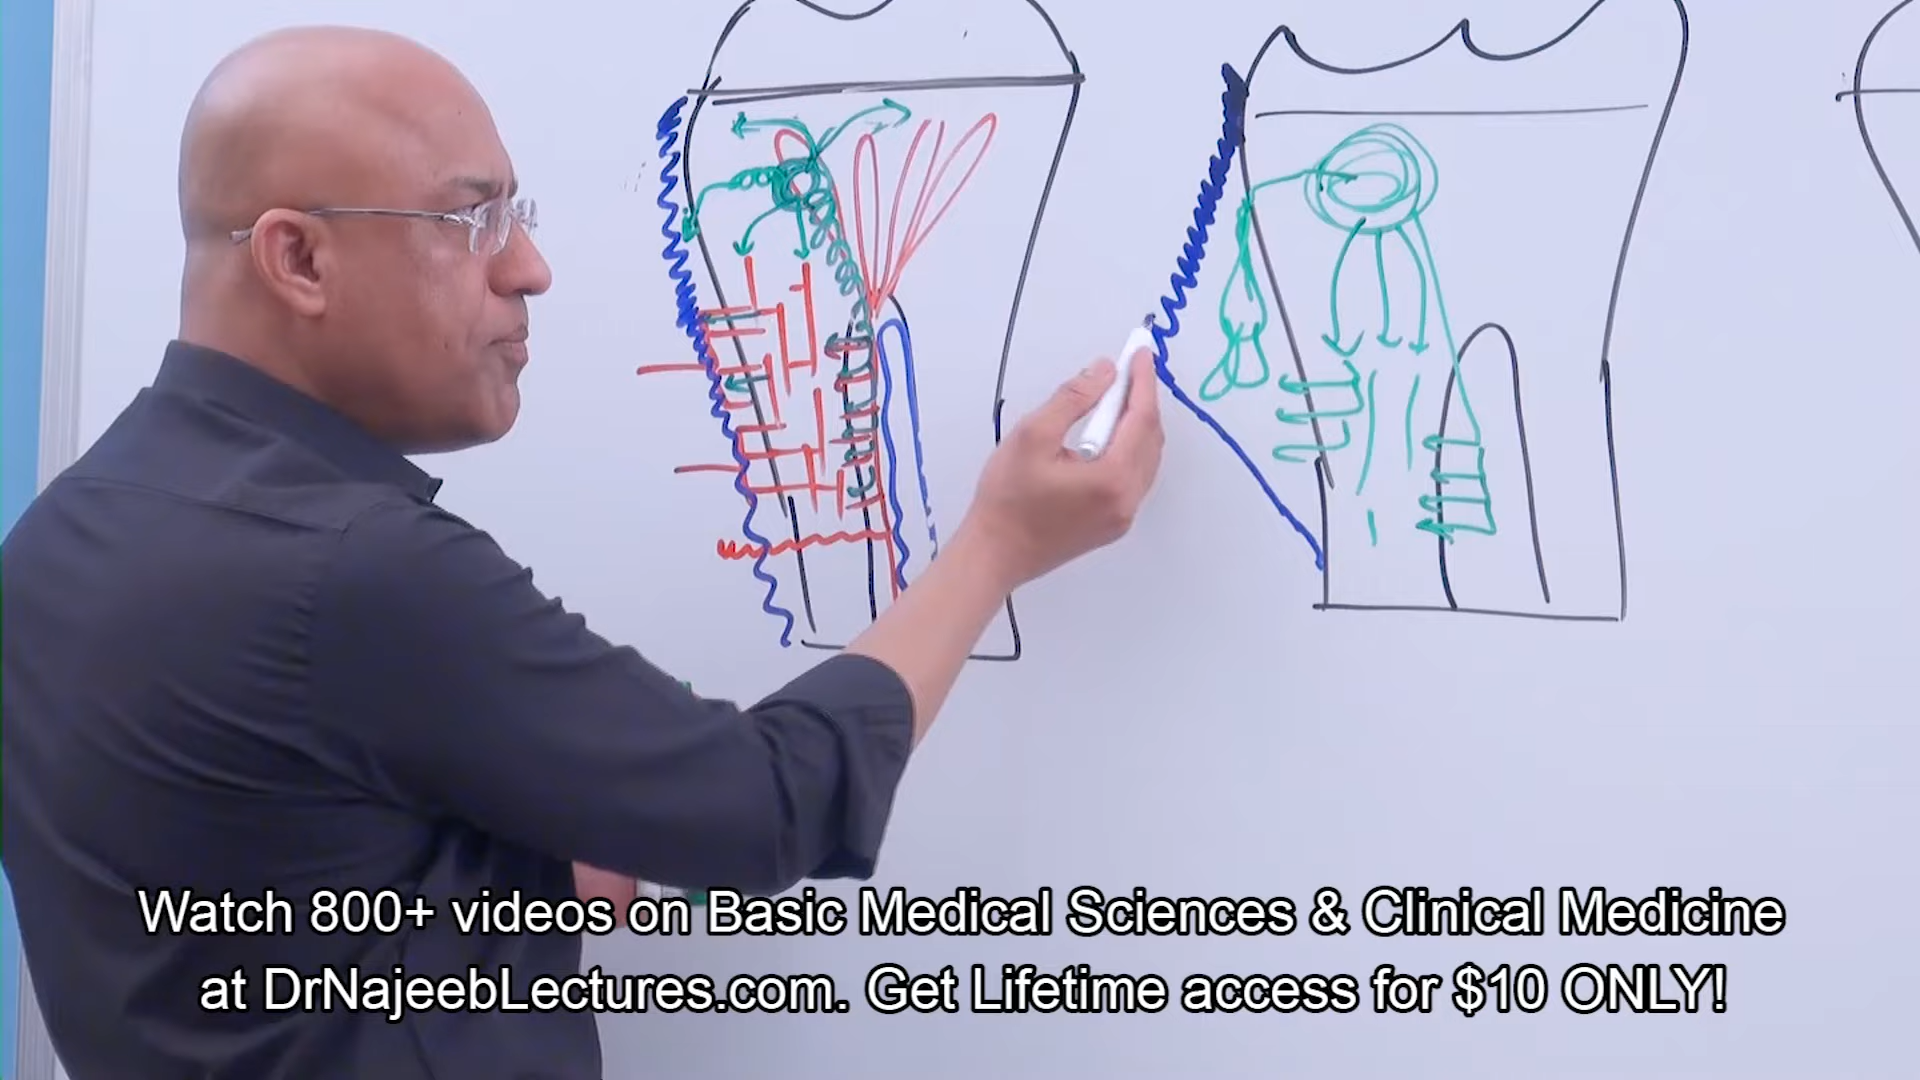 Watch 800+ videos on Basic Medical Sciences & Clinical Medicine
at DrNajeebLectures.com. Get Lifetime access for $10 ONLY!